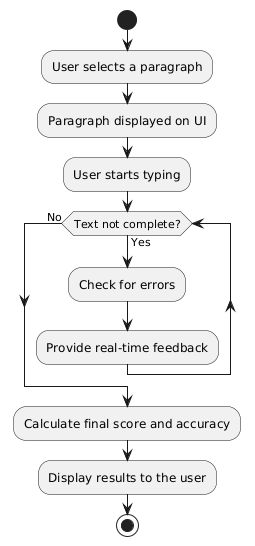 User selects a paragraph
Paragraph displayed on UI
User starts typing
No
Text not complete?
Yes
Check for errors
Provide real-time feedback
Calculate final score and accuracy
Display results to the user